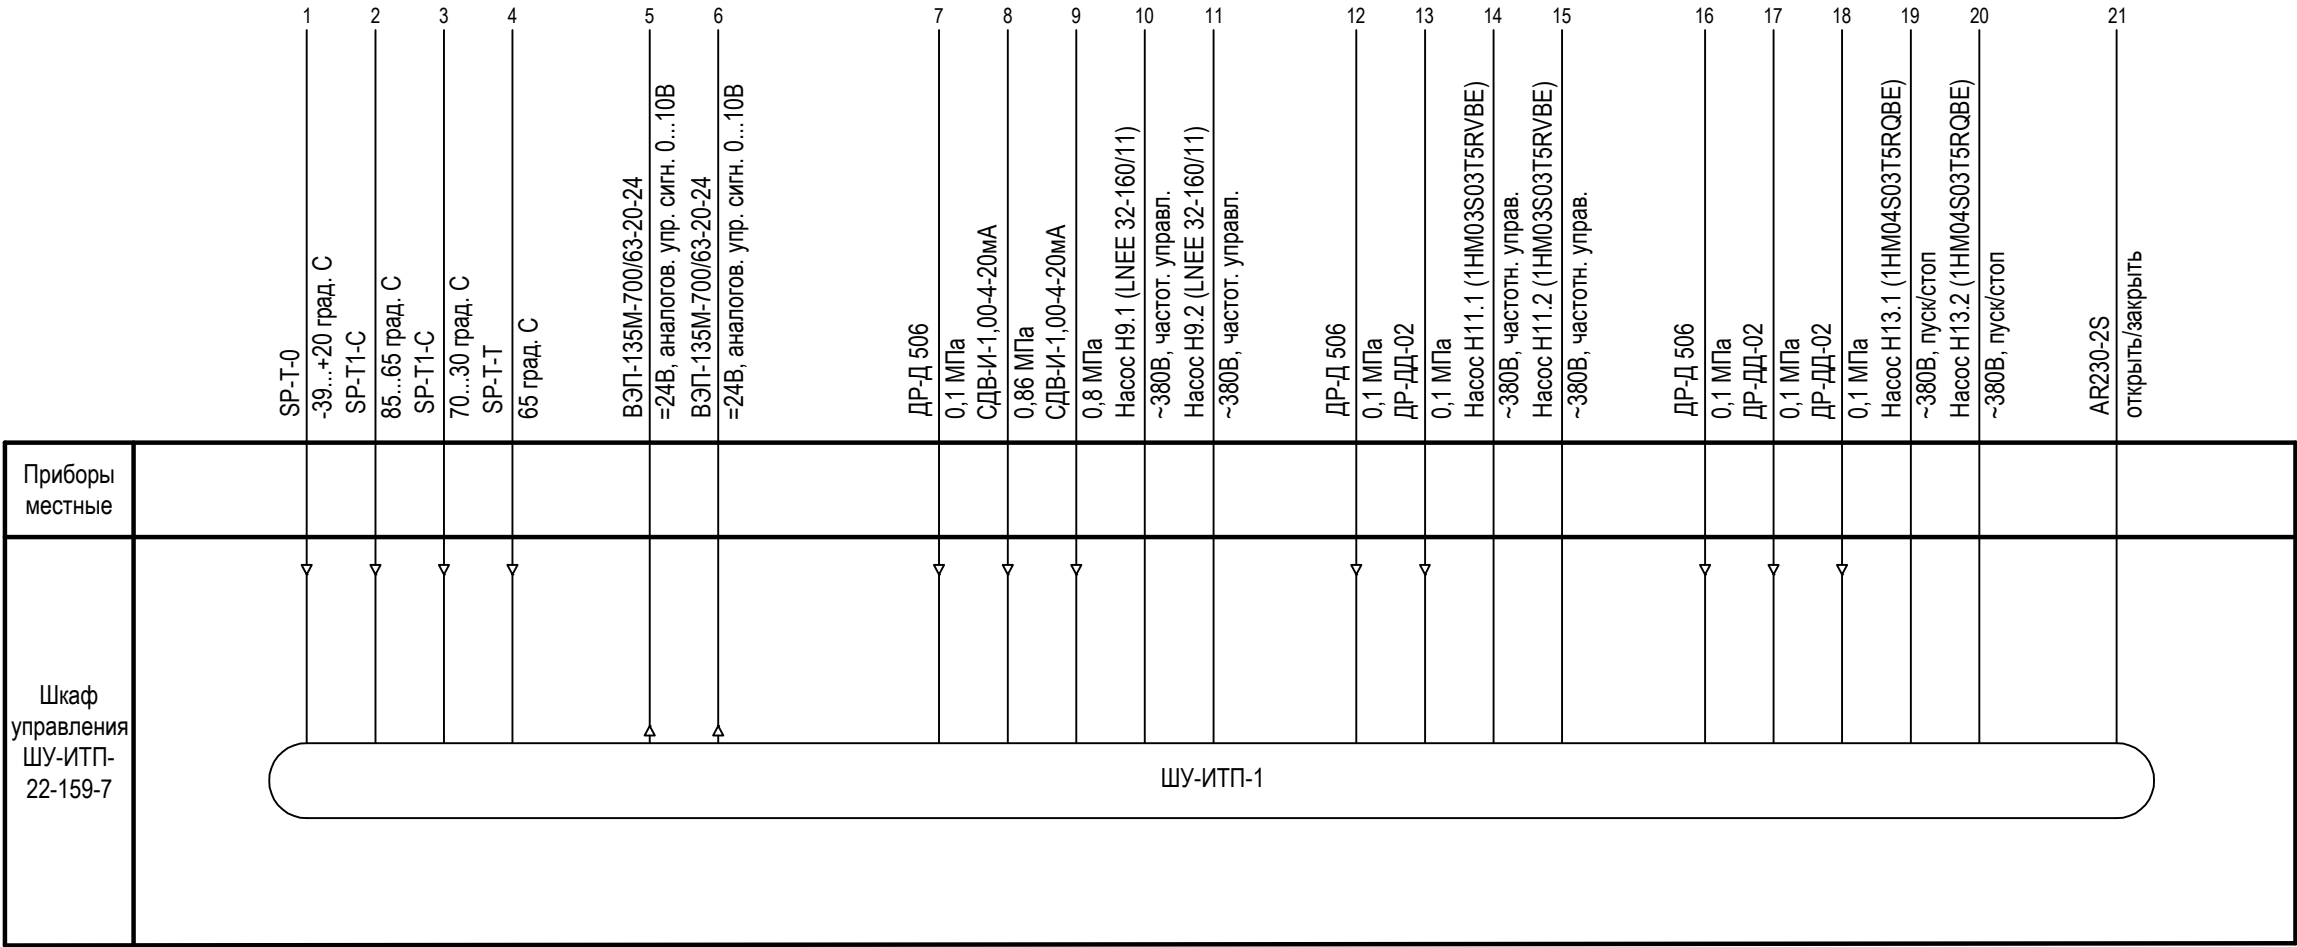 1
2
3
4
5
6
7
8
9
10
11
12
13
14
15
16
17
18
19
20
21
SP-T-0
-39...+20 град. С
SP-T1-C
85...65 град. С
SP-T1-C
70...30 град. С
SP-T-T
65 град. С
ВЭП-135М-700/63-20-24
=24В, аналогов. упр. сигн. 0...10В
ВЭП-135М-700/63-20-24
=24В, аналогов. упр. сигн. 0...10В
ДР-Д 506
0,1 МПа
СДВ-И-1,00-4-20мА
0,86 МПа
СДВ-И-1,00-4-20мА
0,8 МПа
Насос Н9.1 (LNEE 32-160/11)
~380В, частот. управл.
Насос Н9.2 (LNEE 32-160/11)
~380В, частот. управл.
ДР-Д 506
0,1 МПа
ДР-ДД-02
0,1 МПа
Насос Н11.1 (1HM03S03T5RVBE)
~380В, частотн. управ.
Насос Н11.2 (1HM03S03T5RVBE)
~380В, частотн. управ.
ДР-Д 506
0,1 МПа
ДР-ДД-02
0,1 МПа
ДР-ДД-02
0,1 МПа
Насос Н13.1 (1HM04S03T5RQBE)
~380В, пуск/стоп
Насос Н13.2 (1HM04S03T5RQBE)
~380В, пуск/стоп
AR230-2S
открыть/закрыть
Приборы
местные
Шкаф
управления
ШУ-ИТП-
22-159-7
ШУ-ИТП-1